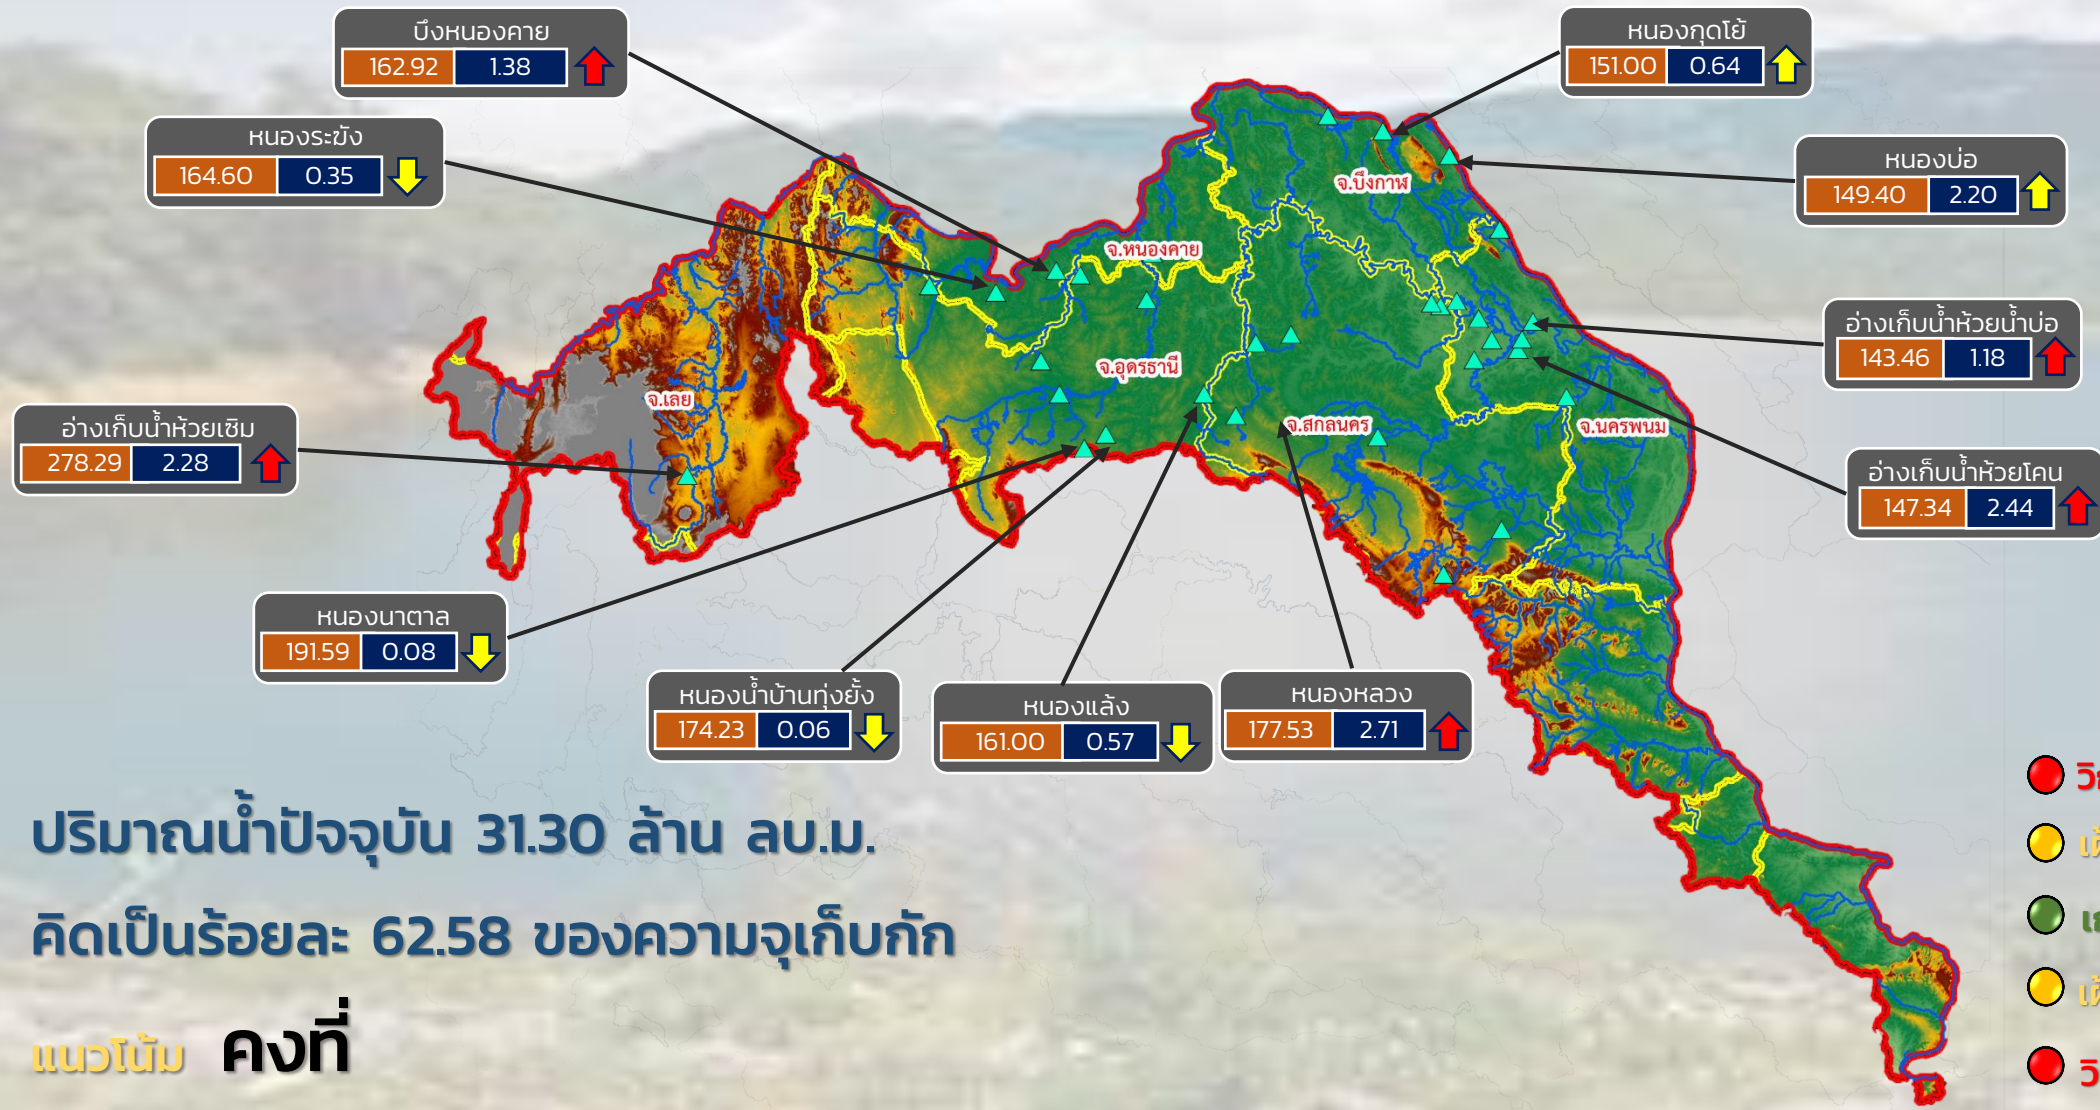 บึงหนองคาย
162.92 1.38
หนองกุดโย้
151.00 0.64
หนองระฆัง
164.60 0.35
หนองบ่อ
149.40 2.20
จ.บึงกาฬ
จ.หนองคาย
อ่างเก็บน้ำห้วยน้ำบ่อ
143.46 1.18
จ.อุดรธานี
จ.เลย
จ.สกลนคร
จ.นครพนม
อ่างเก็บน้ำห้วยเซิม
278.29 2.28
อ่างเก็บน้ำห้วยโคน
147.34 2.44
หนองนาตาล
191.59 0.08
หนองน้ำบ้านทุ่งยั้ง
174.23 0.06
หนองแล้ง
161.00 0.57
หนองหลวง
177.53 2.71
ปริมาณน้ำปัจจุบัน 31.30 ล้าน ลบ.ม.
คิดเป็นร้อยละ 62.58 ของความจุเก็บกัก
แนวโน้ม คงที่